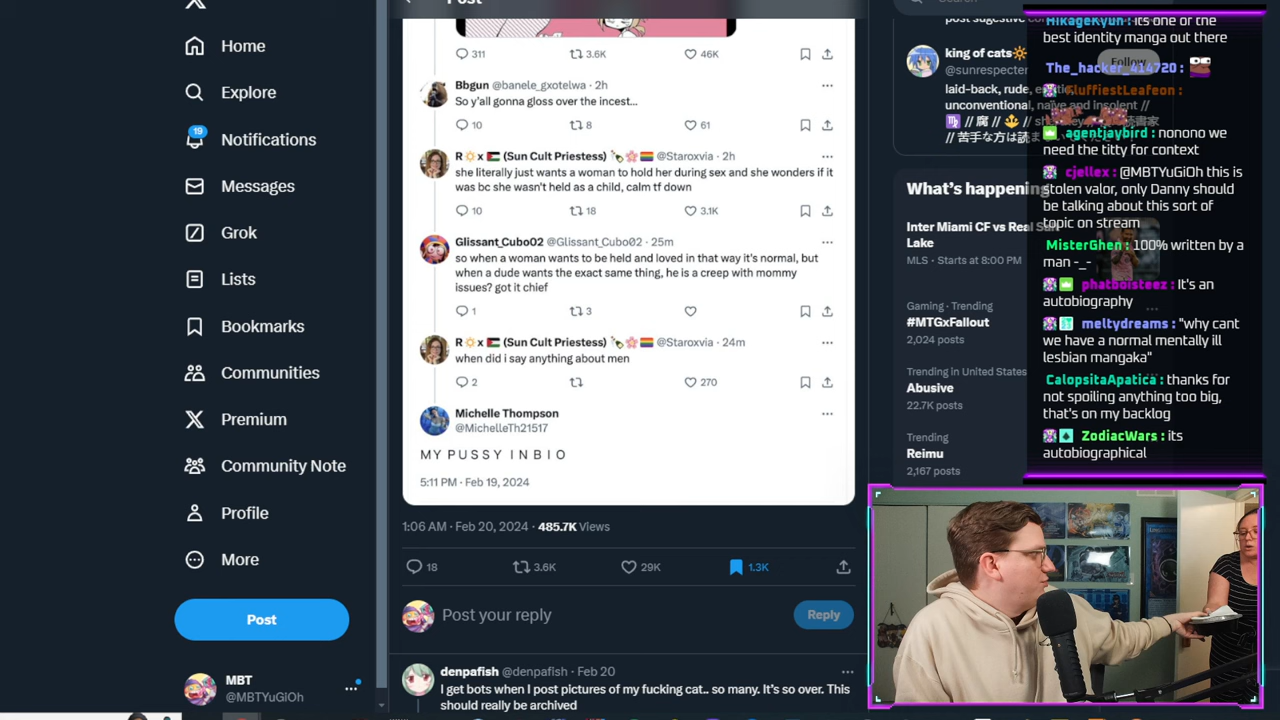 Home
Explore
19
Notifications
Messages
Grok
Lists
Bookmarks
Communities
Premium
Community Note
Profile
More
Post
MBT
@MBTYuGiOh
311
3.6K
46K
Bbgun @banele_gxotelwa · 2h
So y'all gonna gloss over the incest...
10
8
61
R x (Sun Cult Priestess) @Staroxvia · 2h
she literally just wants a woman to hold her during sex and she wonders if it
was bc she wasn't held as a child, calm tf down
10
18
3.1K
Glissant_Cubo02 @Glissant_Cubo02 · 25m
so when a woman wants to be held and loved in that way it's normal, but
when a dude wants the exact same thing, he is a creep with mommy
issues? got it chief
1
3
R x (Sun Cult Priestess) @Staroxvia · 24m
when did i say anything about men
2
270
Michelle Thompson
@MichelleTh21517
M Y P U S S Y I N B I O
5:11 PM · Feb 19, 2024
1:06 AM · Feb 20, 2024 · 485.7K Views
18
3.6K
29K
1.3K
Post your reply
Reply
denpafish @denpafish · Feb 20
I get bots when I post pictures of my fucking cat.. so many. It's so over. This
should really be archived
king of cats
@sunrespecter
Follow
laid-back, rude,
unconventional, naïve and insolent //
// 腐 //
// 苦手な方は読
What's happening
Inter Miami CF vs Real
Lake
MLS · Starts at 8:00 PM
Gaming · Trending
#MTGxFallout
2,024 posts
Trending in United States
Abusive
22.7K posts
Trending
Reimu
2,167 posts
HikageKyun: its one of the
best identity manga out there
The_hacker_414720 :
FluffiestLeafeon :
agentjaybird : nonono we
need the titty for context
cjellex : @MBTYuGiOh this is
stolen valor, only Danny should
be talking about this sort of
topic on stream
MisterGhen : 100% written by a
man -_-
phatboisteez : It's an
autobiography
meltydreams : "why cant
we have a normal mentally ill
lesbian mangaka"
CalopsitaApatica : thanks for
not spoiling anything too big,
that's on my backlog
ZodiacWars : its
autobiographical